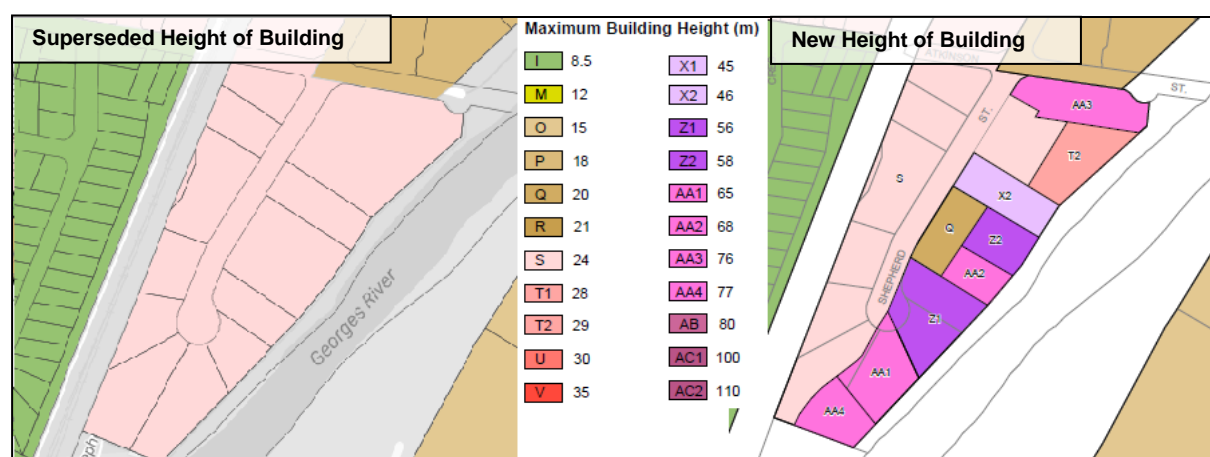 Superseded Height of Building
Georges River
Maximum Building Height (m)
I 8.5
M 12
O 15
P 18
Q 20
R 21
S 24
T1 28
T2 29
U 30
V 35
X1 45
X2 46
Z1 56
Z2 58
AA1 65
AA2 68
AA3 76
AA4 77
AB 80
AC1 100
AC2 110
New Height of Building
ATKINSON
ST.
ST.
AA3
T2
S
X2
Q
Z2
AA2
SHEPHERD
Z1
AA1
AA4